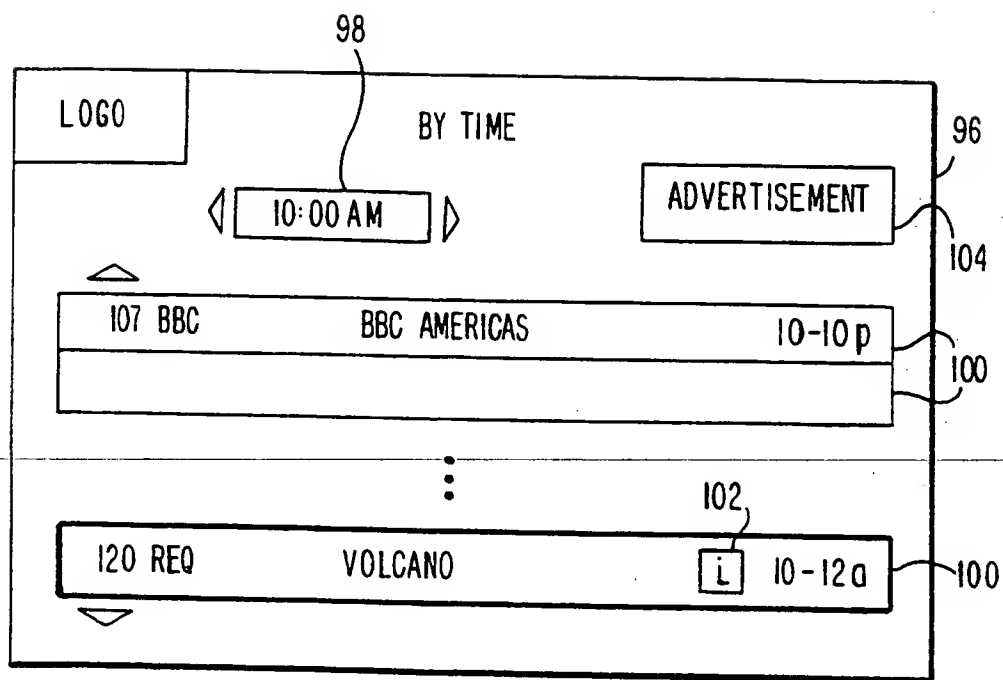 98
LOGO
BY TIME
96
10:00 AM
ADVERTISEMENT
104
107 BBC BBC AMERICAS 10-10p
100
102
120 REQ VOLCANO i 10-12a
100